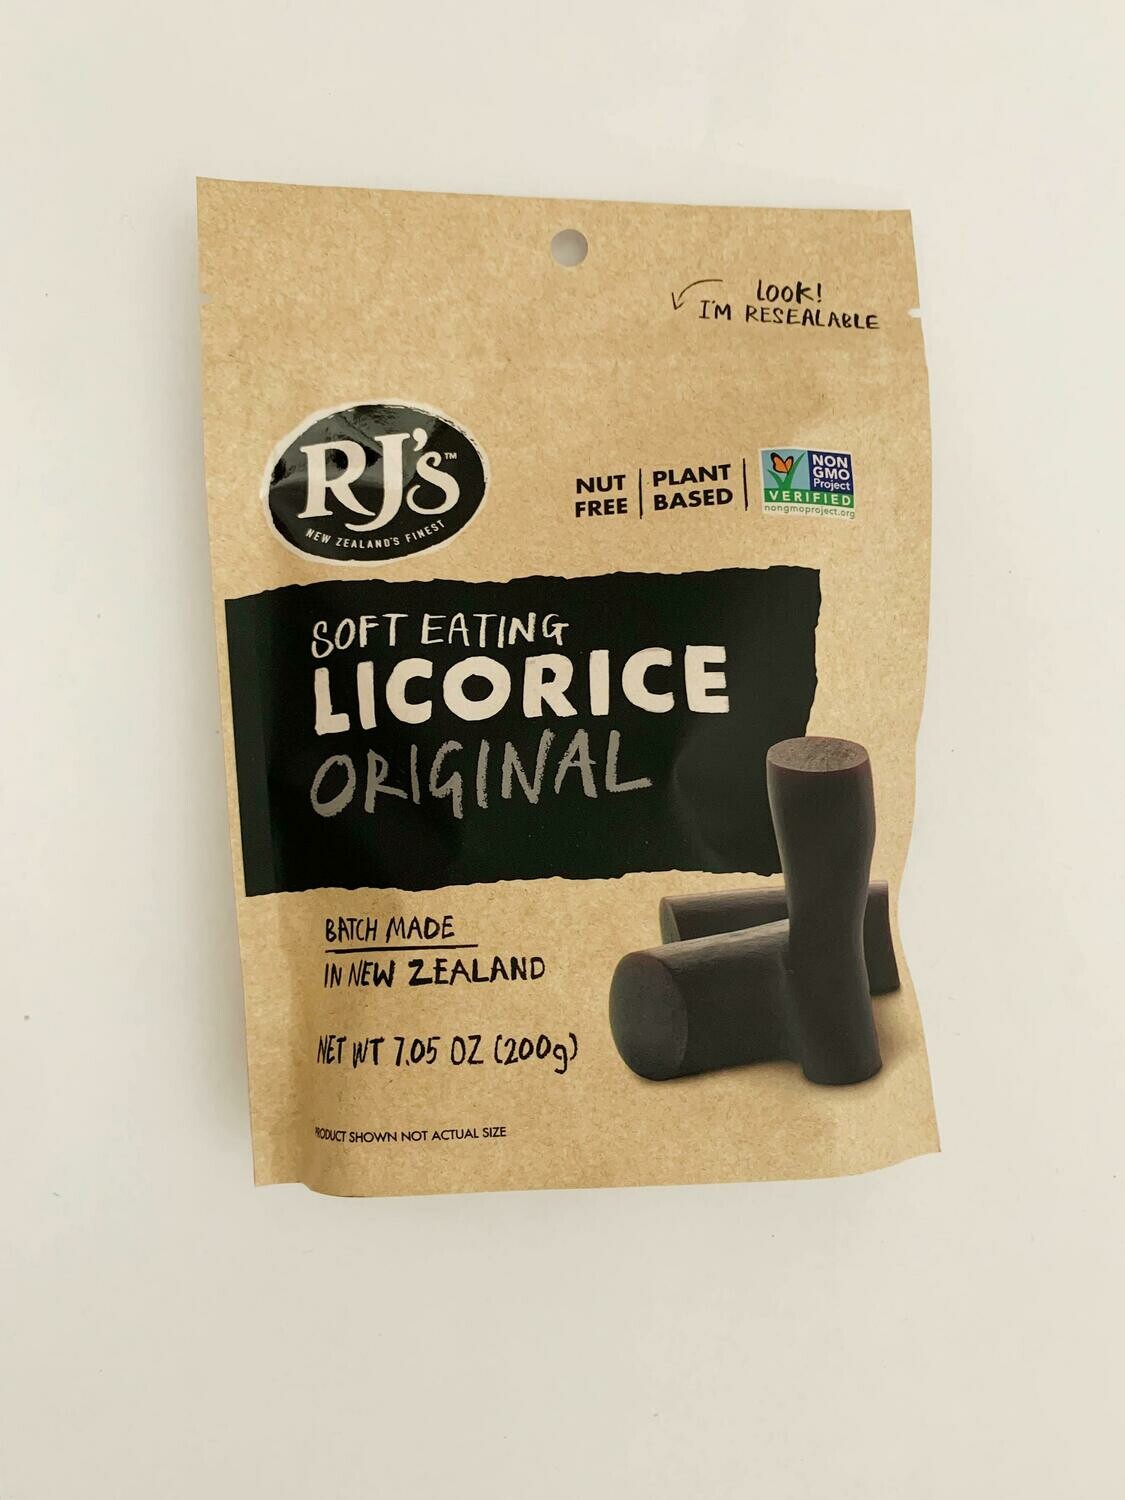 LOOK!
I'M RESEALABLE
RJ's™
NEW ZEALAND'S FINEST
NUT FREE
PLANT BASED
NON
GMO
Project
VERIFIED
nongmoproject.org
SOFT EATING
LICORICE
ORIGINAL
BATCH MADE
IN NEW ZEALAND
NET WT 7.05 OZ (200g)
PRODUCT SHOWN NOT ACTUAL SIZE